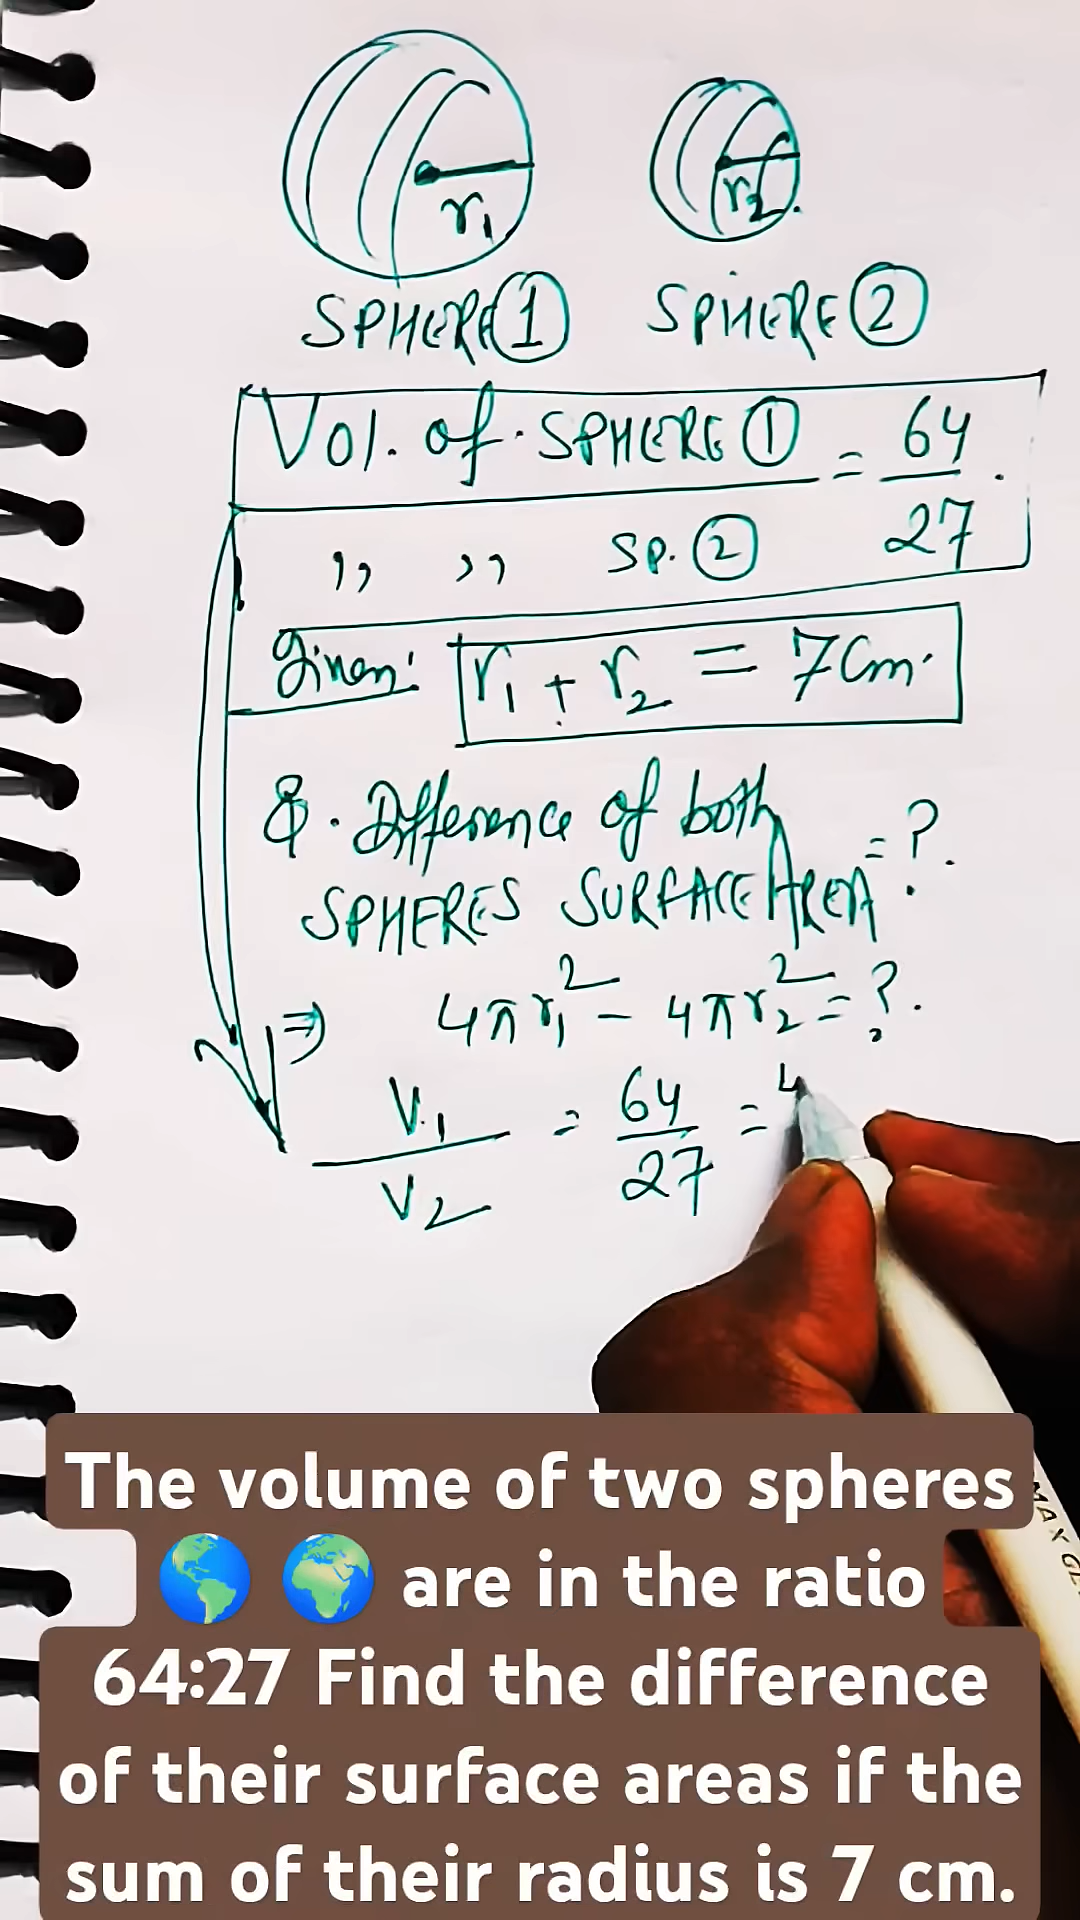 r₁
r₂.
SPHERE ①
SPHERE ②
Vol. of SPHERE ① = 64
,, ,, SP. ② 27
Given: r₁ + r₂ = 7cm.
&. Difference of both
SPHERES SURFACE AREA = ?.
⇒ 4πr₁² - 4πr₂² = ?.
V₁ = 64 = 4
V₂ 27
The volume of two spheres
🌎 🌍 are in the ratio
64:27 Find the difference
of their surface areas if the
sum of their radius is 7 cm.